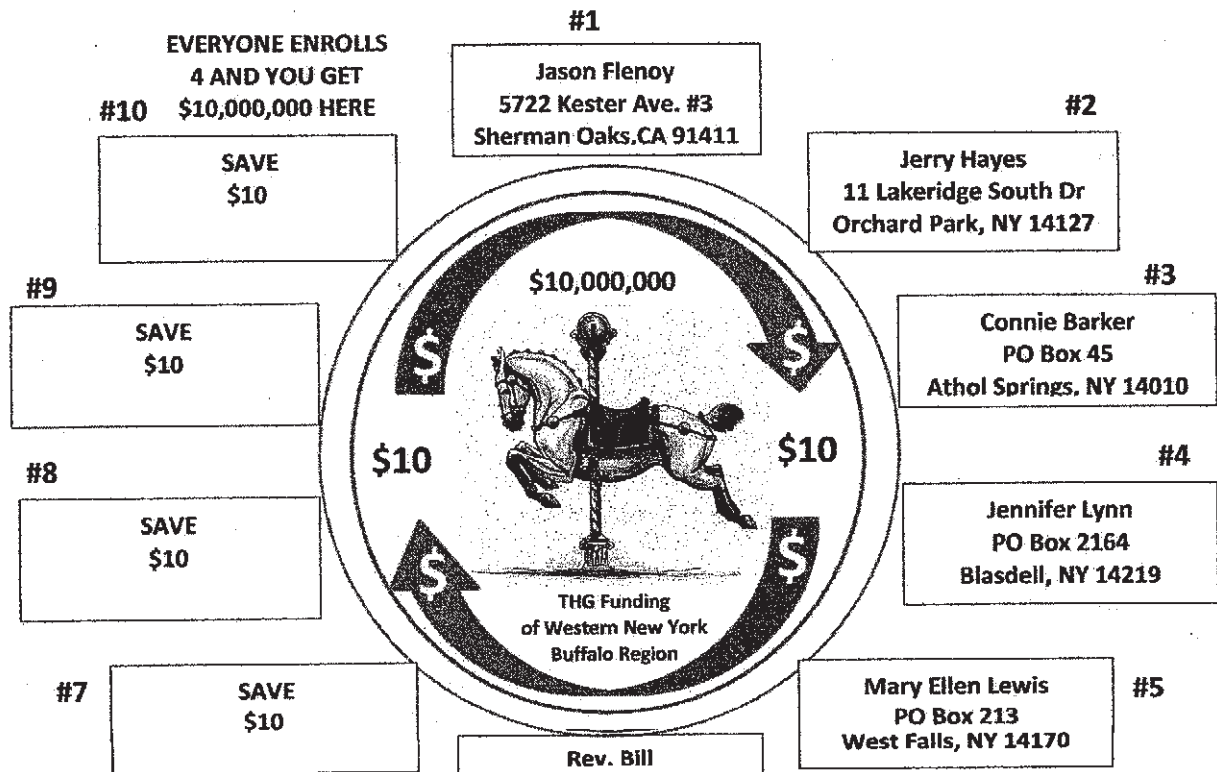 #1
EVERYONE ENROLLS
4 AND YOU GET
$10,000,000 HERE
#10
Jason Flenoy
5722 Kester Ave. #3
Sherman Oaks,CA 91411
#2
SAVE
$10
Jerry Hayes
11 Lakeridge South Dr
Orchard Park, NY 14127
#9
$10,000,000
#3
SAVE
$10
$
$
Connie Barker
PO Box 45
Athol Springs, NY 14010
$10
$10
#8
#4
SAVE
$10
Jennifer Lynn
PO Box 2164
Blasdell, NY 14219
$
$
THG Funding
of Western New York
Buffalo Region
#7
SAVE
$10
Mary Ellen Lewis
PO Box 213
West Falls, NY 14170
#5
Rev. Bill